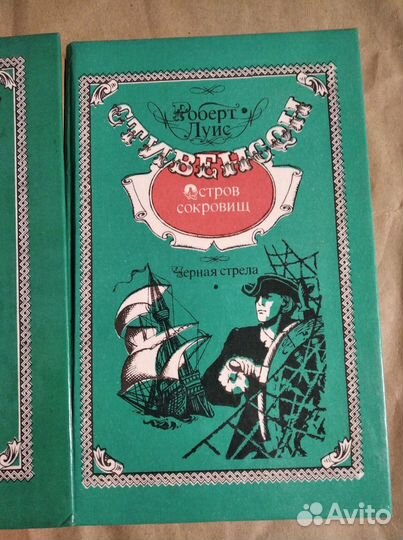 Роберт
Луис
СТИВЕНСОН
Остров
сокровищ
Черная стрела
Avito